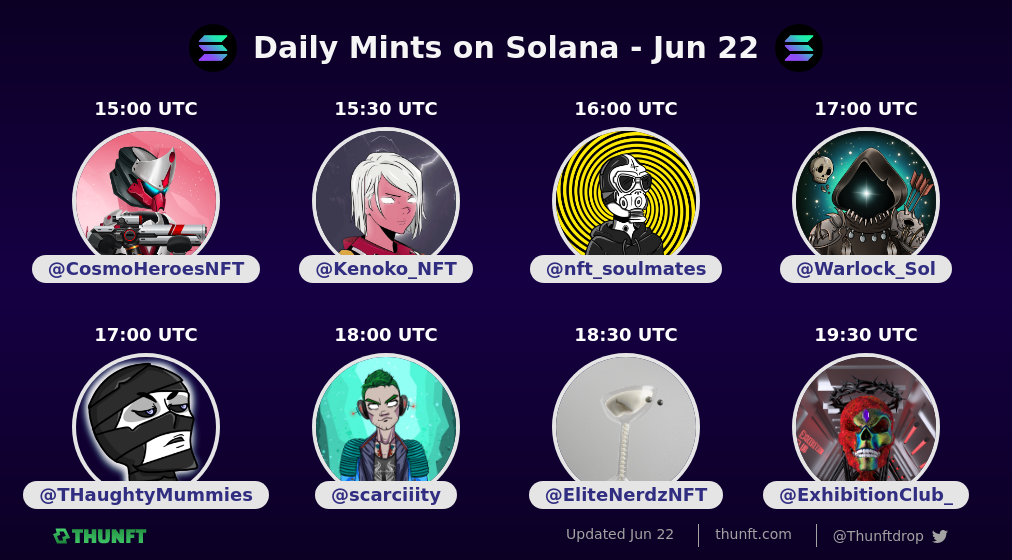 Daily Mints on Solana - Jun 22
15:00 UTC
15:30 UTC
16:00 UTC
17:00 UTC
@CosmoHeroesNFT
@Kenoko_NFT
@nft_soulmates
@Warlock_Sol
17:00 UTC
18:00 UTC
18:30 UTC
19:30 UTC
@THaughtyMummies
@scarciiity
@EliteNerdzNFT
@ExhibitionClub_
THUNFT
Updated Jun 22
thunft.com
@Thunftdrop